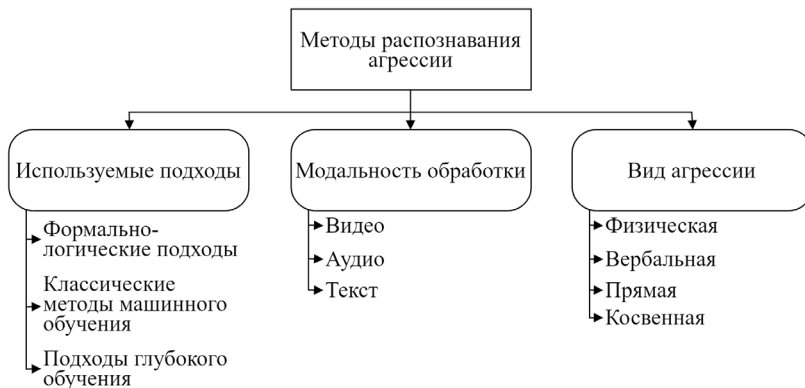 Методы распознавания
агрессии
Используемые подходы
Модальность обработки
Вид агрессии
Формально-
логические подходы
Классические
методы машинного
обучения
Подходы глубокого
обучения
Видео
Аудио
Текст
Физическая
Вербальная
Прямая
Косвенная